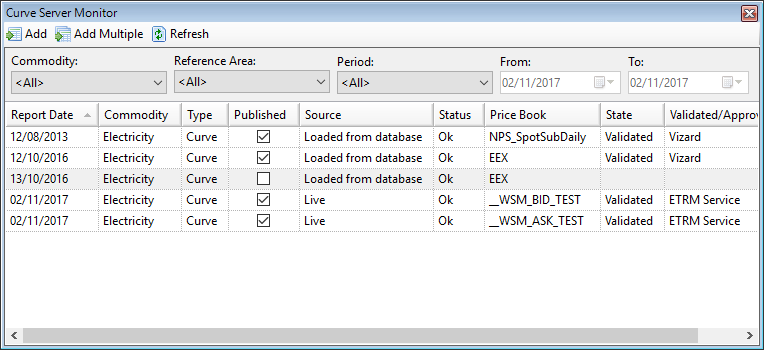 Curve Server Monitor
Add Add Multiple Refresh
Commodity: Reference Area: Period: From: To:
<All> <All> <All> 02/11/2017 02/11/2017
Report Date Commodity Type Published Source Status Price Book State Validated/Approv
12/08/2013 Electricity Curve Loaded from database Ok NPS_SpotSubDaily Validated Vizard
12/10/2016 Electricity Curve Loaded from database Ok EEX Validated Vizard
13/10/2016 Electricity Curve Loaded from database Ok EEX
02/11/2017 Electricity Curve Live Ok __WSM_BID_TEST Validated ETRM Service
02/11/2017 Electricity Curve Live Ok __WSM_ASK_TEST Validated ETRM Service